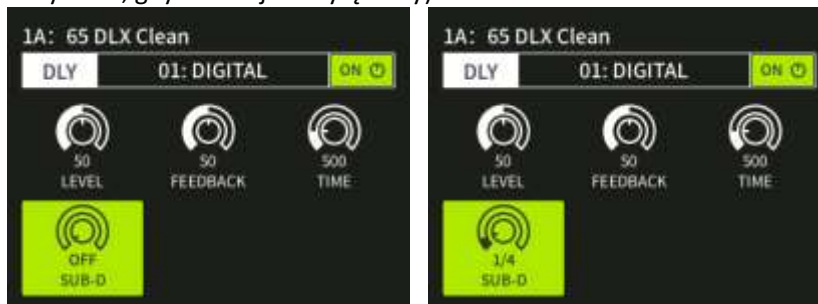 1A: 65 DLX Clean
DLY 01: DIGITAL ON
50 50 500
LEVEL FEEDBACK TIME
OFF
SUB-D
1A: 65 DLX Clean
DLY 01: DIGITAL ON
50 50 500
LEVEL FEEDBACK TIME
1/4
SUB-D